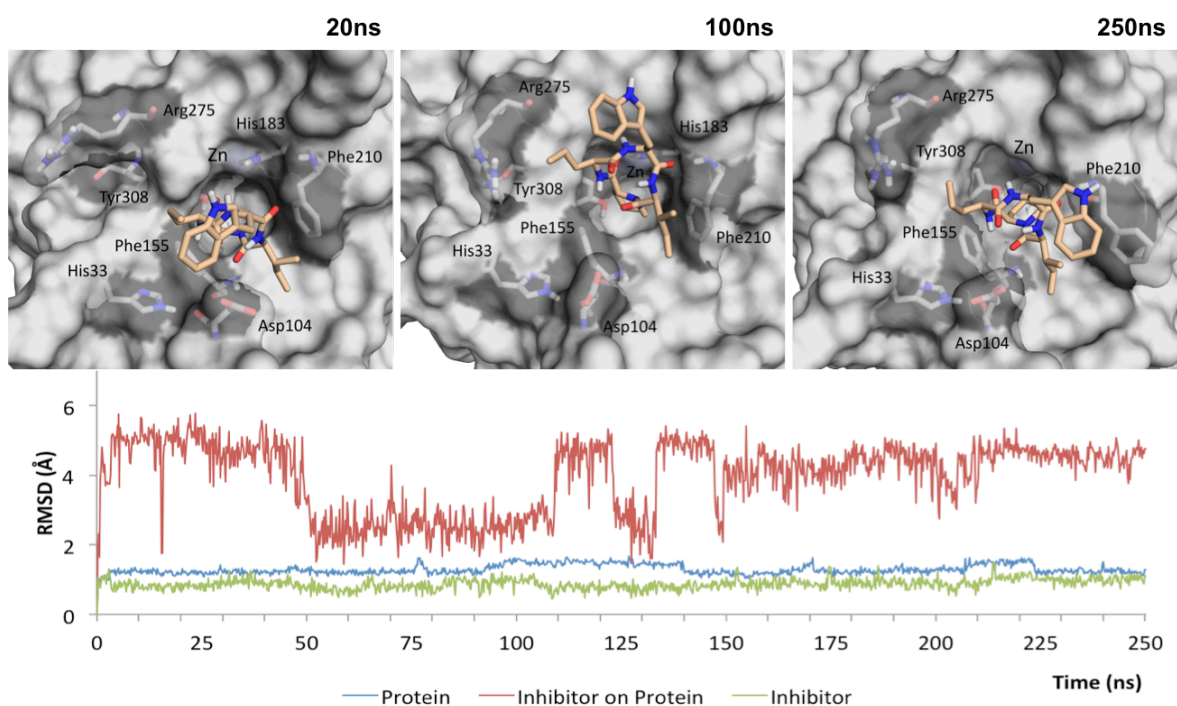 20ns 100ns 250ns
Arg275
His183
Zn
Phe210
Tyr308
Phe155
His33
Asp104
Arg275
His183
Zn
Tyr308
Phe155
Phe210
His33
Asp104
Arg275
Zn
Tyr308
Phe210
Phe155
His33
Asp104
RMSD (Å)
6
4
2
0
0 25 50 75 100 125 150 175 200 225 250
Time (ns)
Protein Inhibitor on Protein Inhibitor